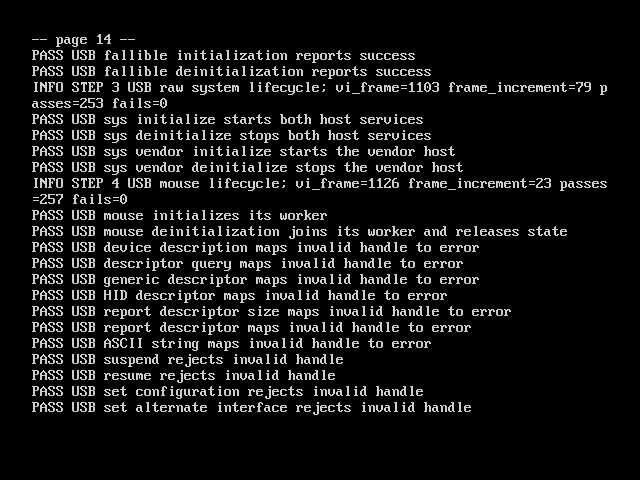 -- page 14 --
PASS USB fallible initialization reports success
PASS USB fallible deinitialization reports success
INFO STEP 3 USB raw system lifecycle; vi_frame=1103 frame_increment=79 p
asses=253 fails=0
PASS USB sys initialize starts both host services
PASS USB sys deinitialize stops both host services
PASS USB sys vendor initialize starts the vendor host
PASS USB sys vendor deinitialize stops the vendor host
INFO STEP 4 USB mouse lifecycle; vi_frame=1126 frame_increment=23 passes
=257 fails=0
PASS USB mouse initializes its worker
PASS USB mouse deinitialization joins its worker and releases state
PASS USB device description maps invalid handle to error
PASS USB descriptor query maps invalid handle to error
PASS USB generic descriptor maps invalid handle to error
PASS USB HID descriptor maps invalid handle to error
PASS USB report descriptor size maps invalid handle to error
PASS USB report descriptor maps invalid handle to error
PASS USB ASCII string maps invalid handle to error
PASS USB suspend rejects invalid handle
PASS USB resume rejects invalid handle
PASS USB set configuration rejects invalid handle
PASS USB set alternate interface rejects invalid handle